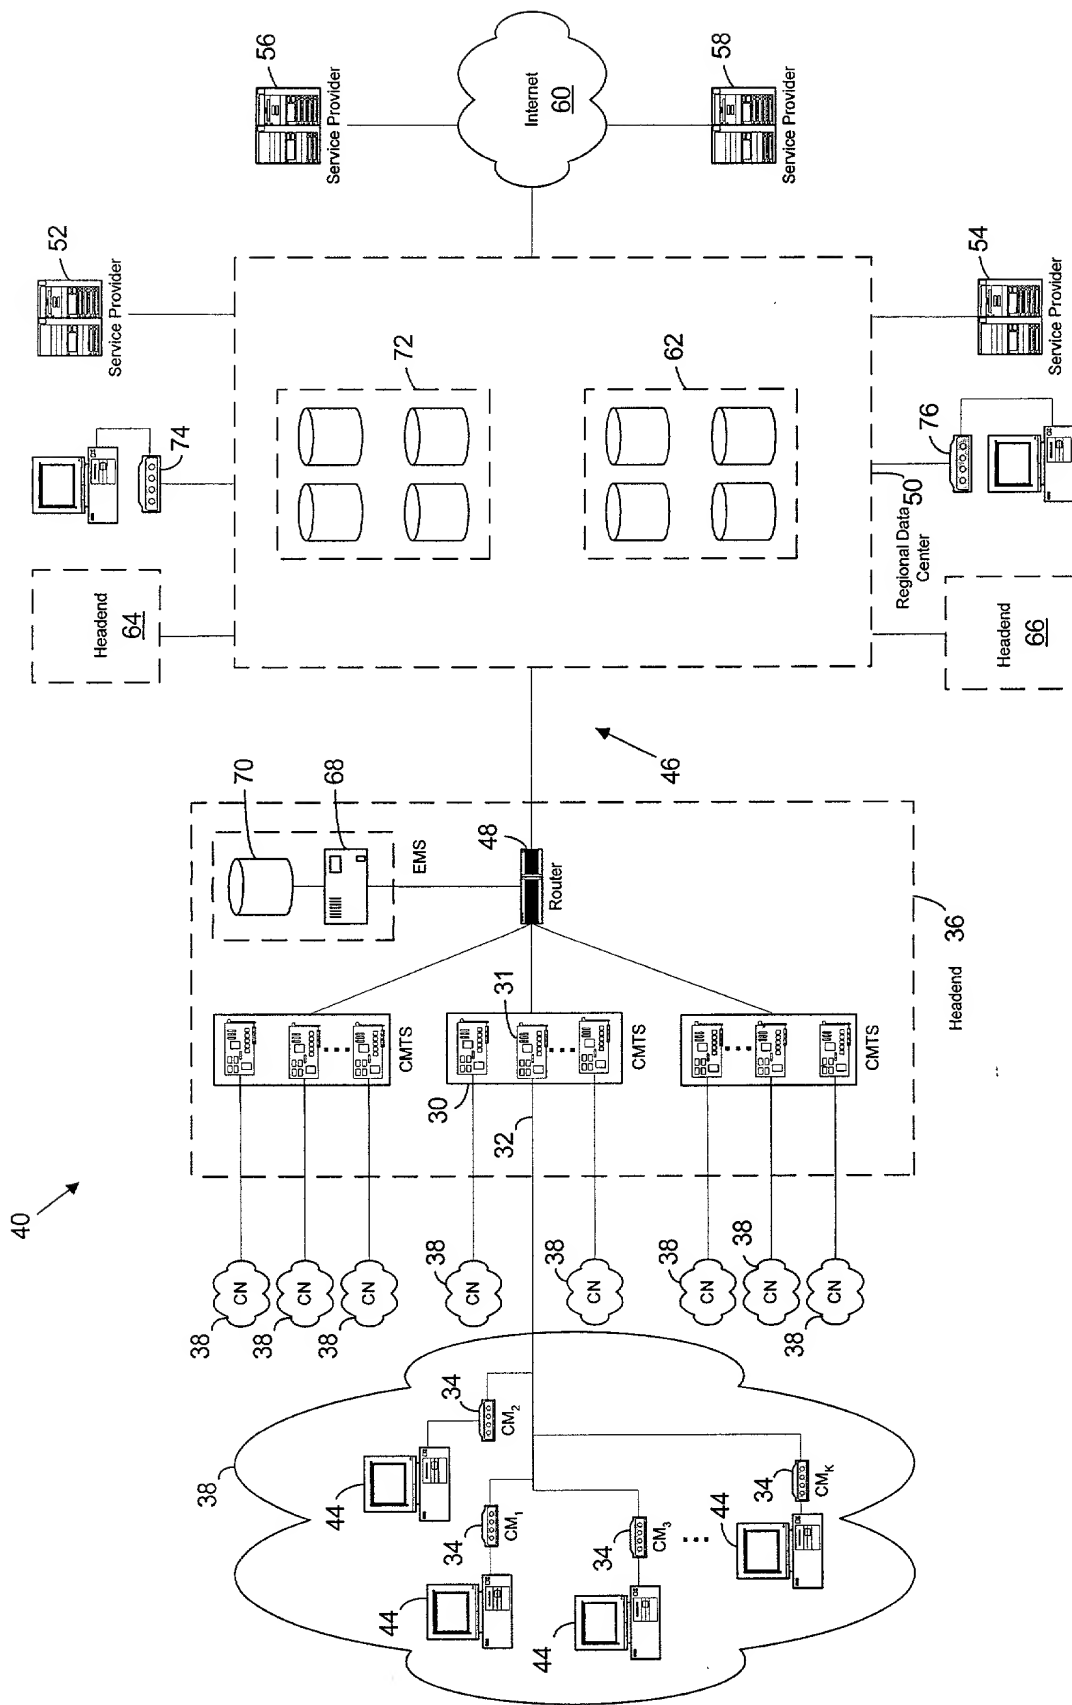 40
38
44
34
CM2
44
34
CM1
44
34
CM3
44
34
CMK
CN
38
CN
38
CN
38
CN
38
CN
38
CN
38
CN
38
CN
38
30
32
31
CMTS
CMTS
CMTS
70
68
EMS
48
Router
36
Headend
46
Headend
64
Headend
66
74
76
72
62
Regional Data
Center
50
52
Service Provider
54
Service Provider
56
Service Provider
58
Service Provider
Internet
60